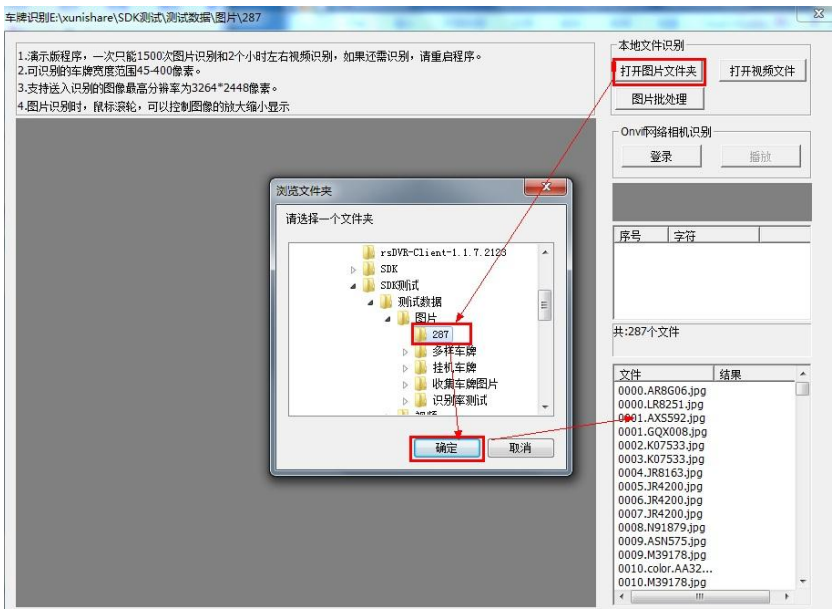 车牌识别E:\xunishare\SDK测试\测试数据\图片\287
1.演示版程序，一次只能1500次图片识别和2个小时左右视频识别，如果还需识别，请重启程序。
2.可识别的车牌宽度范围45-400像素。
3.支持送入识别的图像最高分辨率为3264*2448像素。
4.图片识别时，鼠标滚轮，可以控制图像的放大缩小显示
本地文件识别
打开图片文件夹
打开视频文件
图片批处理
Onvif网络相机识别
登录
播放
浏览文件夹
请选择一个文件夹
rsDVR-Client-1.1.7.2123
SDK
SDK测试
测试数据
图片
287
多样车牌
挂机车牌
收集车牌图片
识别率测试
视频
确定
取消
序号
字符
共:287个文件
文件
结果
0000.AR8G06.jpg
0000.LR8251.jpg
0001.AXS592.jpg
0001.GQX008.jpg
0002.K07533.jpg
0003.K07533.jpg
0004.JR8163.jpg
0005.JR4200.jpg
0006.JR4200.jpg
0007.JR4200.jpg
0008.N91879.jpg
0009.ASN575.jpg
0009.M39178.jpg
0010.color.AA32...
0010.M39178.jpg